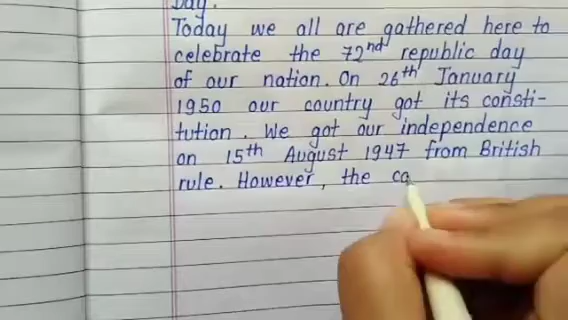 Day.
Today we all are gathered here to
celebrate the 72nd republic day
of our nation. On 26th January
1950 our country got its consti-
tution. We got our independence
on 15th August 1947 from British
rule. However, the ca